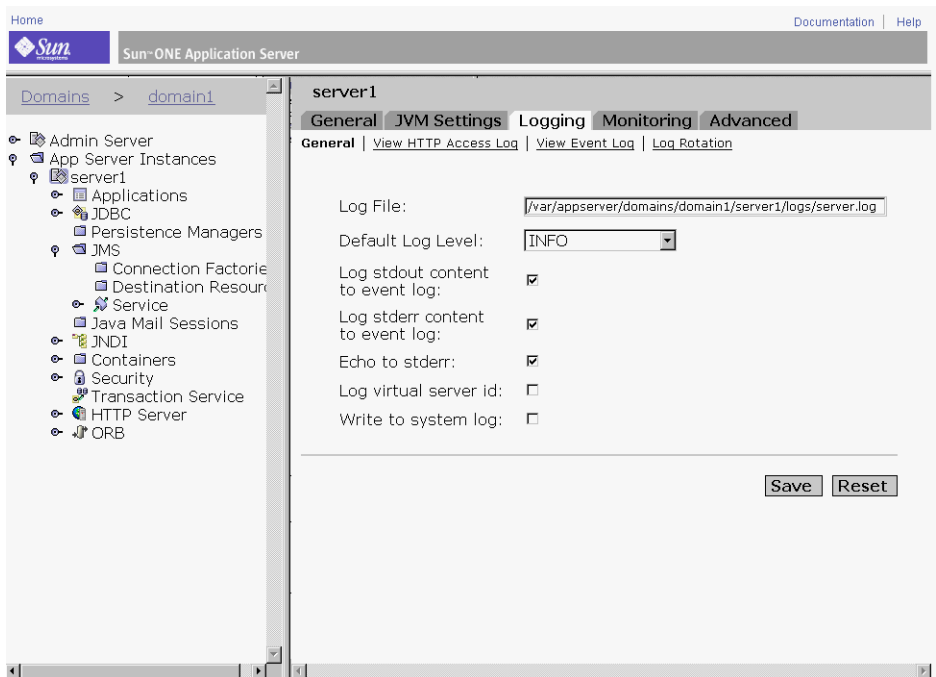 Home
Documentation | Help
Sun
microsystems
Sun™ ONE Application Server
Domains > domain1
Admin Server
App Server Instances
server1
Applications
JDBC
Persistence Managers
JMS
Connection Factorie
Destination Resour
Service
Java Mail Sessions
JNDI
Containers
Security
Transaction Service
HTTP Server
ORB
server1
General JVM Settings Logging Monitoring Advanced
General | View HTTP Access Log | View Event Log | Log Rotation
Log File: /var/appserver/domains/domain1/server1/logs/server.log
Default Log Level: INFO
Log stdout content
to event log:
Log stderr content
to event log:
Echo to stderr:
Log virtual server id:
Write to system log:
Save Reset